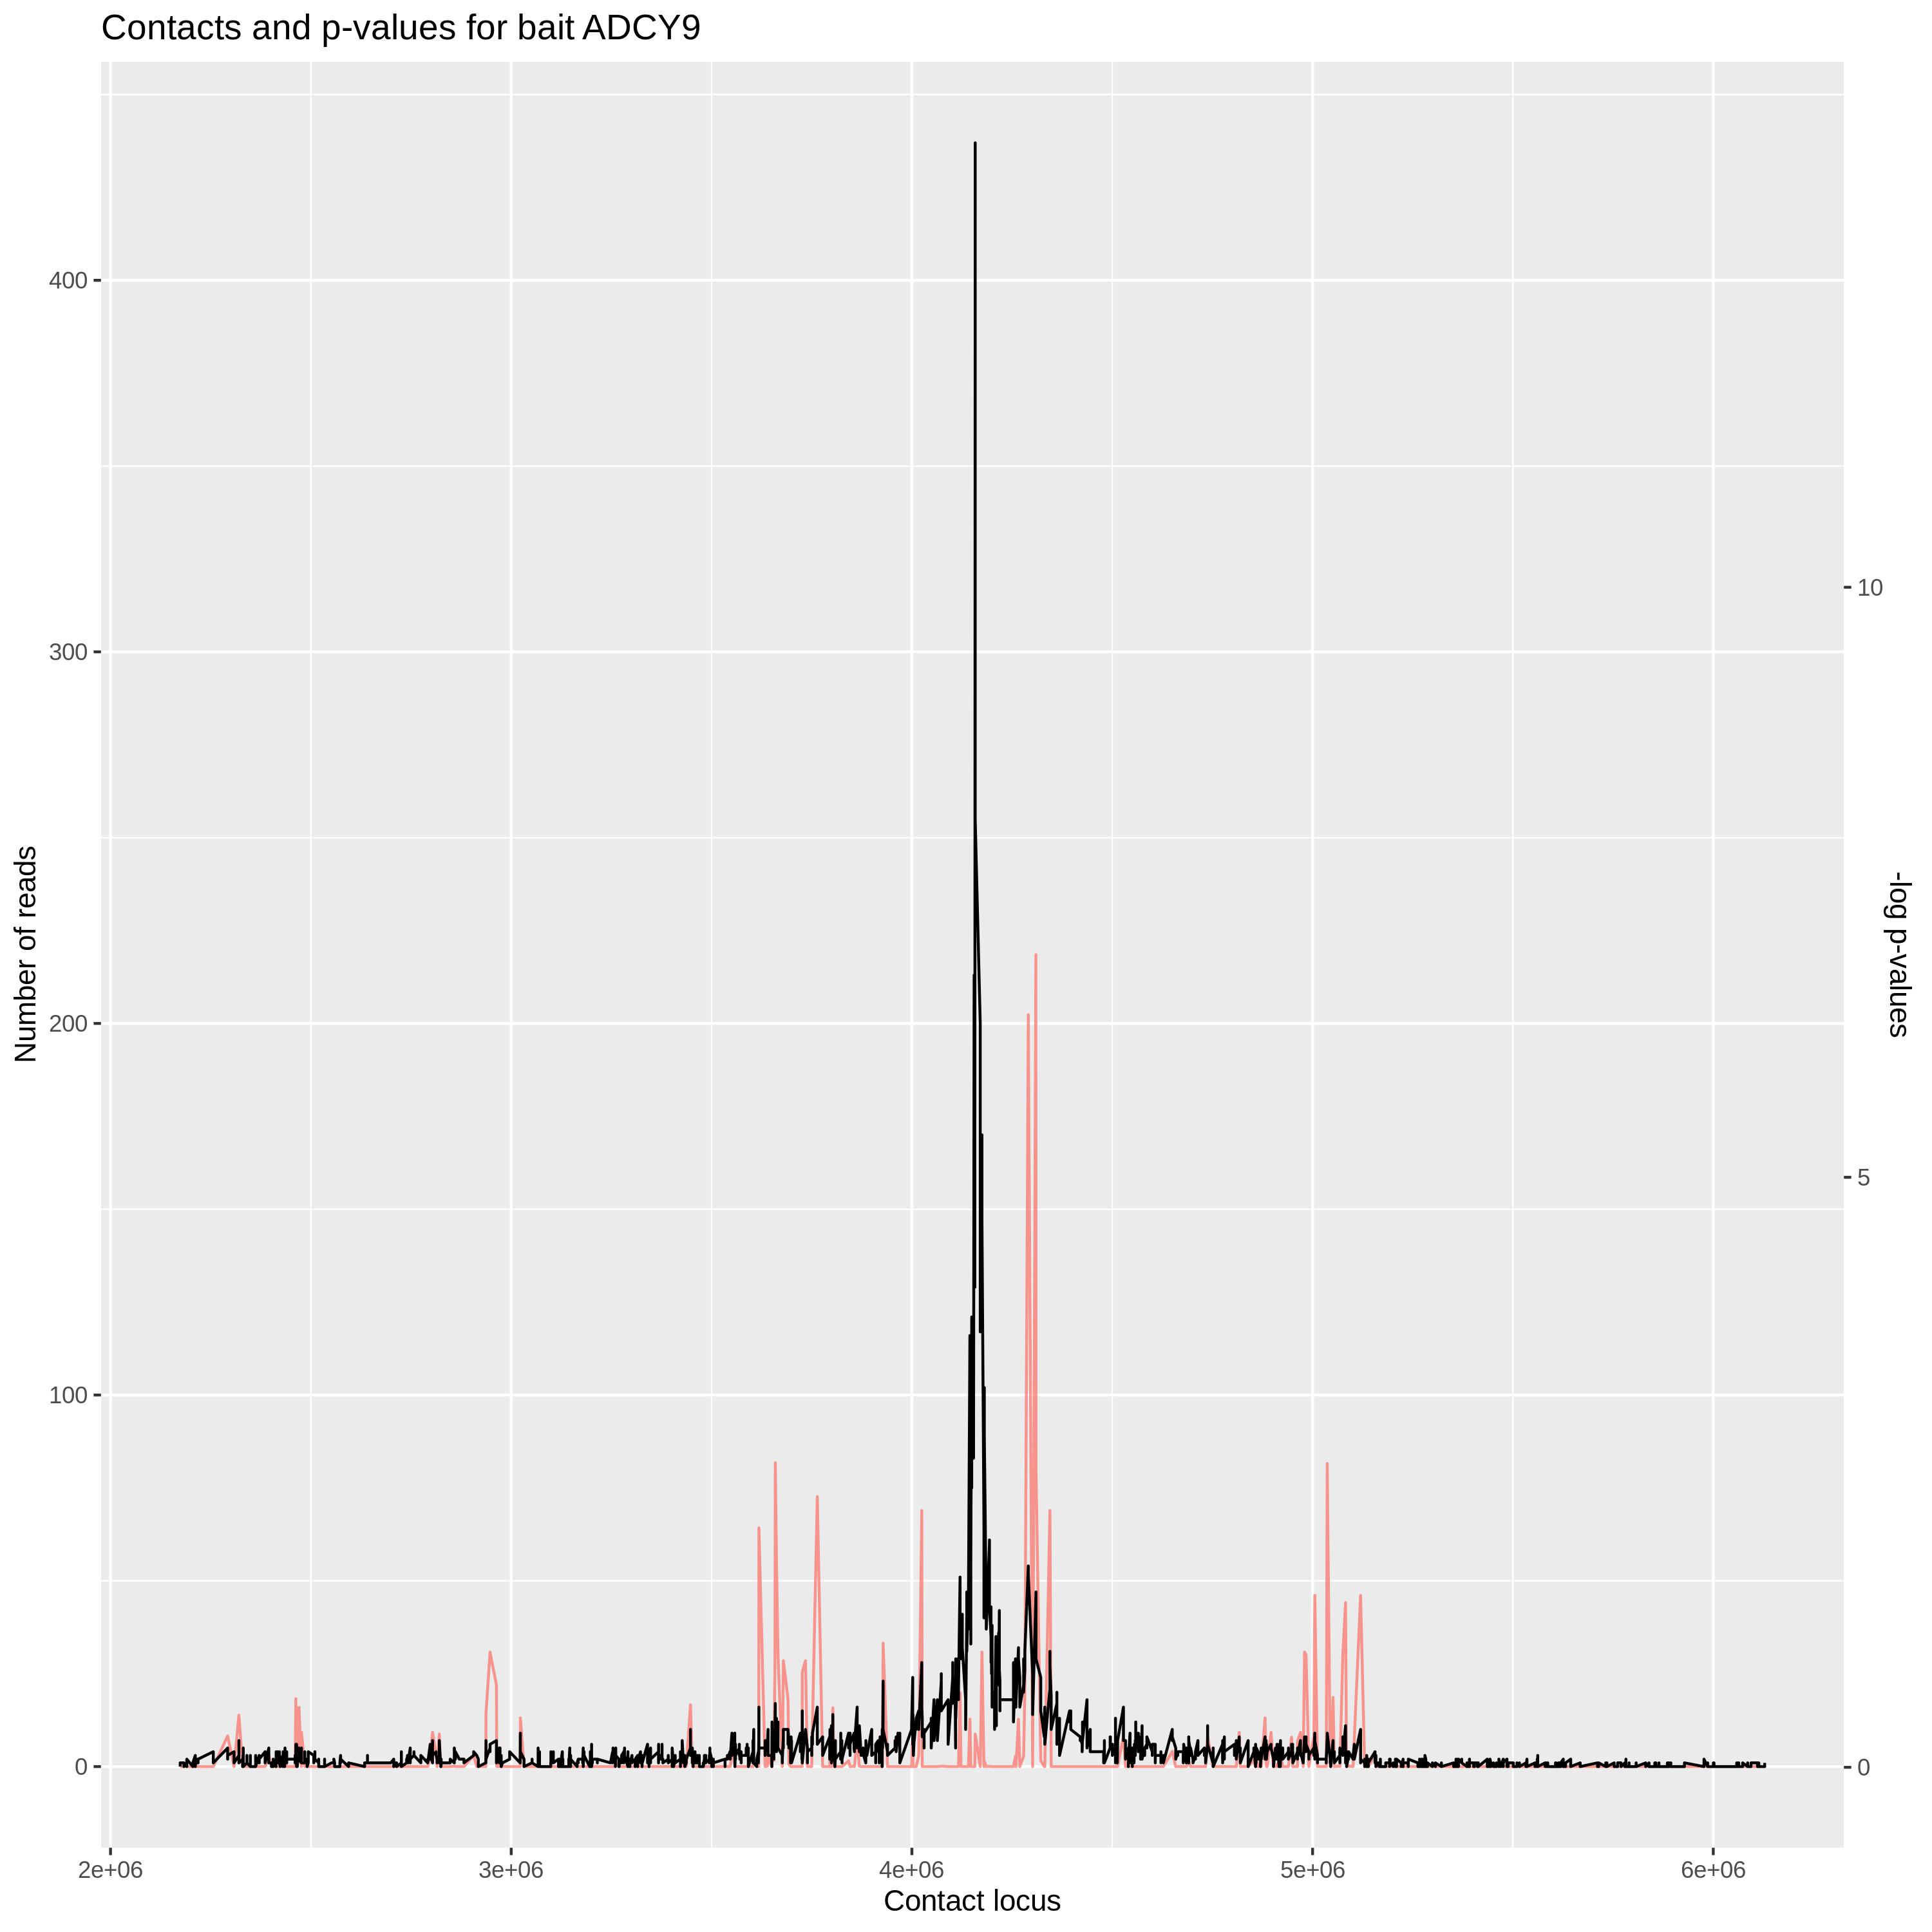 Contacts and p-values for bait ADCY9
Number of reads
400
300
200
100
0
10
5
0
-log p-values
2e+06
3e+06
4e+06
5e+06
6e+06
Contact locus